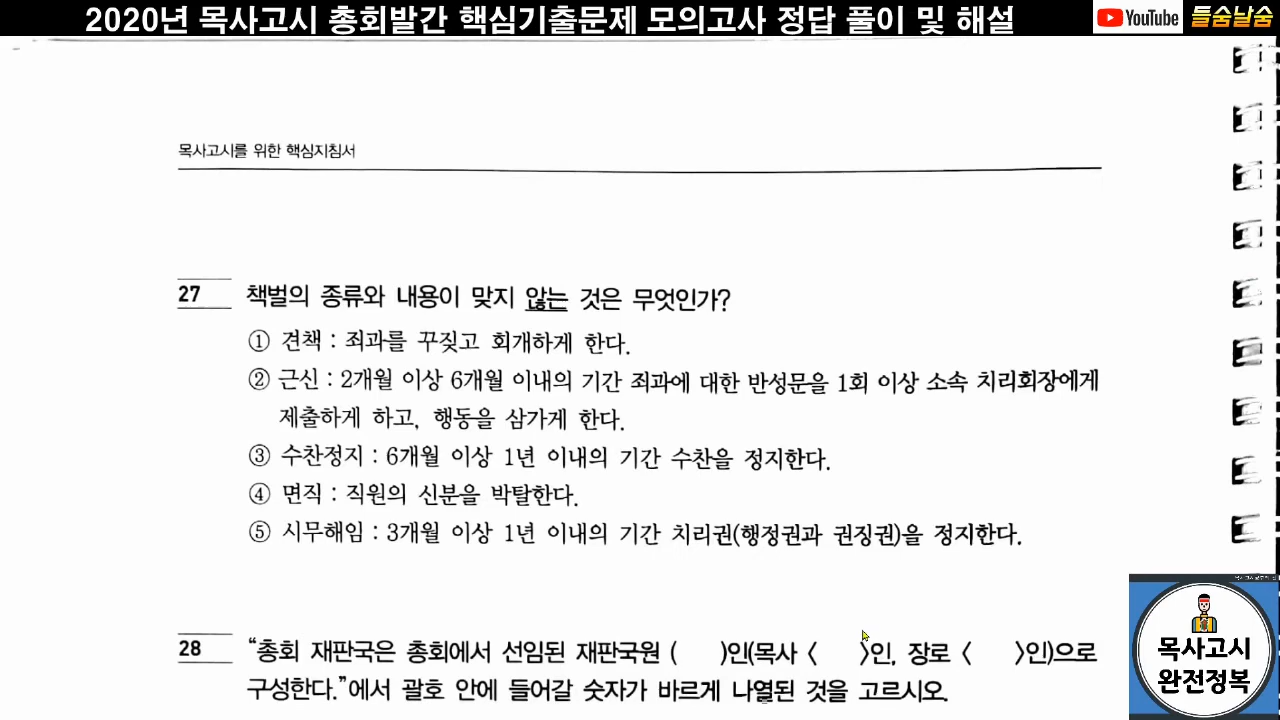 2020년 목사고시 총회발간 핵심기출문제 모의고사 정답 풀이 및 해설
YouTube 들숨날숨
목사고시를 위한 핵심지침서
27 책벌의 종류와 내용이 맞지 않는 것은 무엇인가?
① 견책 : 죄과를 꾸짖고 회개하게 한다.
② 근신 : 2개월 이상 6개월 이내의 기간 죄과에 대한 반성문을 1회 이상 소속 치리회장에게
제출하게 하고, 행동을 삼가게 한다.
③ 수찬정지 : 6개월 이상 1년 이내의 기간 수찬을 정지한다.
④ 면직 : 직원의 신분을 박탈한다.
⑤ 시무해임 : 3개월 이상 1년 이내의 기간 치리권(행정권과 권징권)을 정지한다.
28 “총회 재판국은 총회에서 선임된 재판국원 ( )인(목사 < >인, 장로 < >인)으로
구성한다.”에서 괄호 안에 들어갈 숫자가 바르게 나열된 것을 고르시오.
목사고시
완전정복